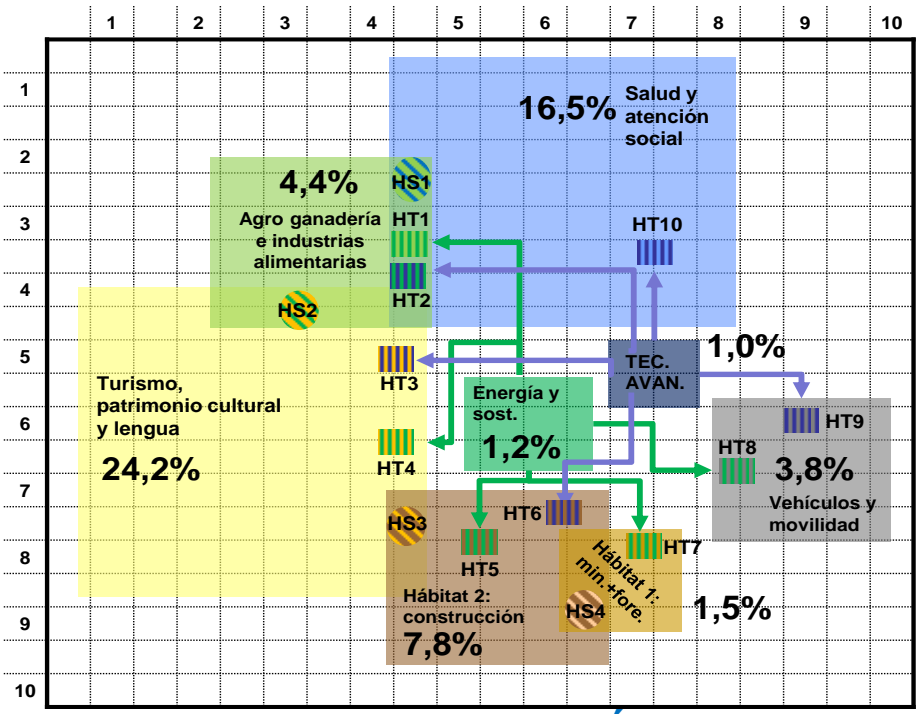 1 2 3 4 5 6 7 8 9 10
1
16,5%
Salud y
atención
social
2
HS1
4,4%
3
Agro ganadería
e industrias
alimentarias
HT1
HT10
4
HT2
HS2
5
HT3
TEC.
AVAN.
1,0%
Turismo,
patrimonio cultural
y lengua
24,2%
Energía y
sost.
1,2%
6
HT4
HT9
HT8
3,8%
Vehículos y
movilidad
7
HS3
HT6
HT5
HT7
8
Hábitat 1:
min.+fore.
Hábitat 2:
construcción
7,8%
HS4
1,5%
9
10